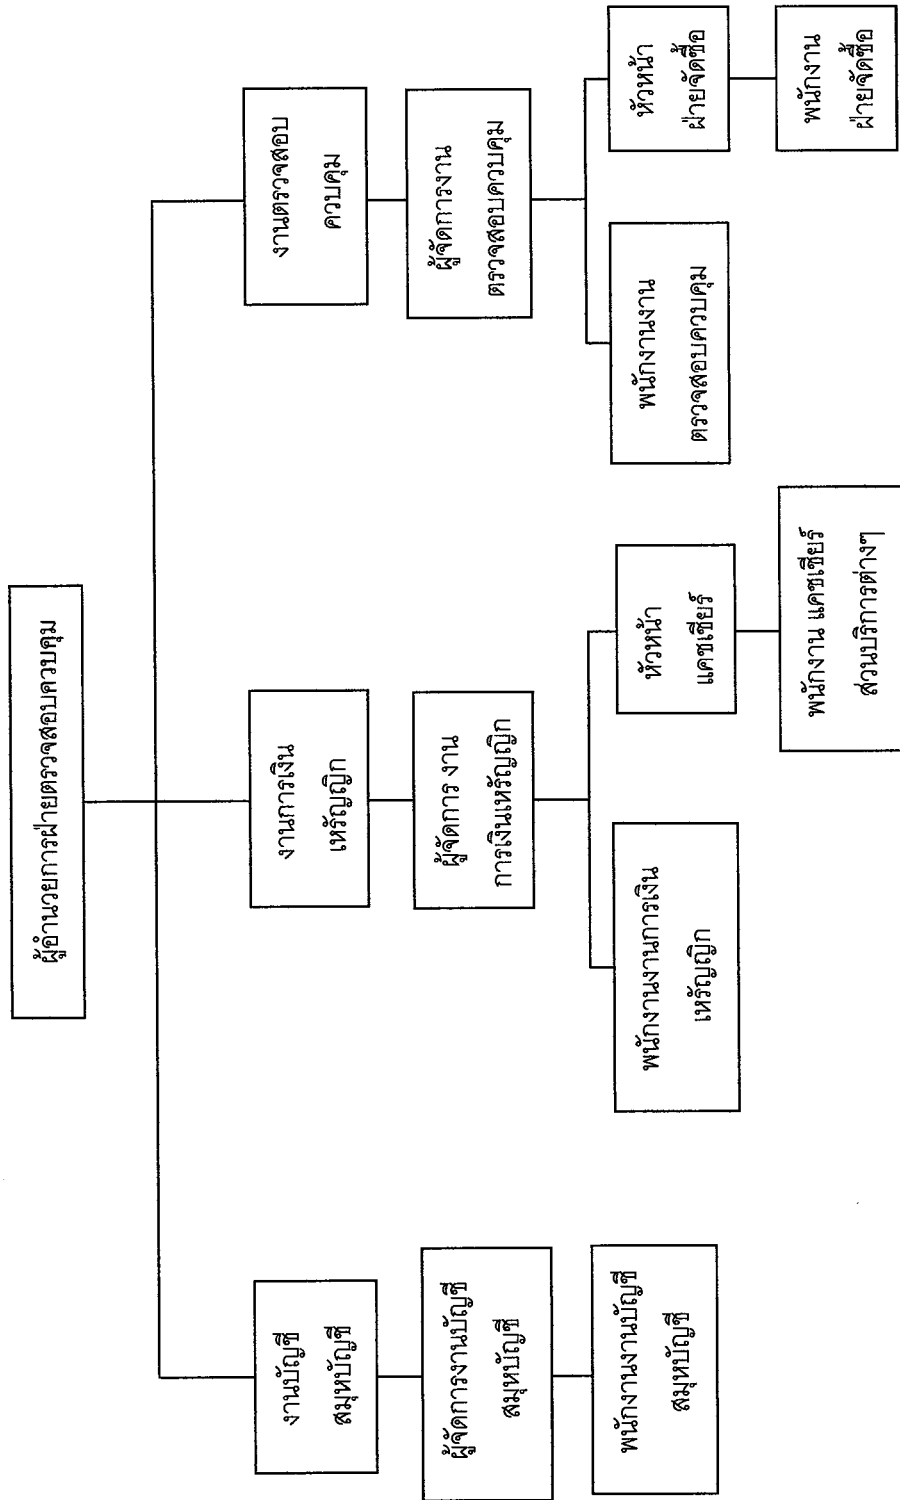 ผู้อำนวยการฝ่ายตรวจสอบควบคุม
งานบัญชี
สมุหบัญชี
งานการเงิน
เหรัญญิก
งานตรวจสอบ
ควบคุม
ผู้จัดการงานบัญชี
สมุหบัญชี
ผู้จัดการ งาน
การเงินเหรัญญิก
ผู้จัดการงาน
ตรวจสอบควบคุม
พนักงานงานบัญชี
สมุหบัญชี
พนักงานงานการเงิน
เหรัญญิก
หัวหน้า
แคชเชียร์
พนักงานงาน
ตรวจสอบควบคุม
หัวหน้า
ฝ่ายจัดซื้อ
พนักงาน แคชเชียร์
ส่วนบริการต่างๆ
พนักงาน
ฝ่ายจัดซื้อ